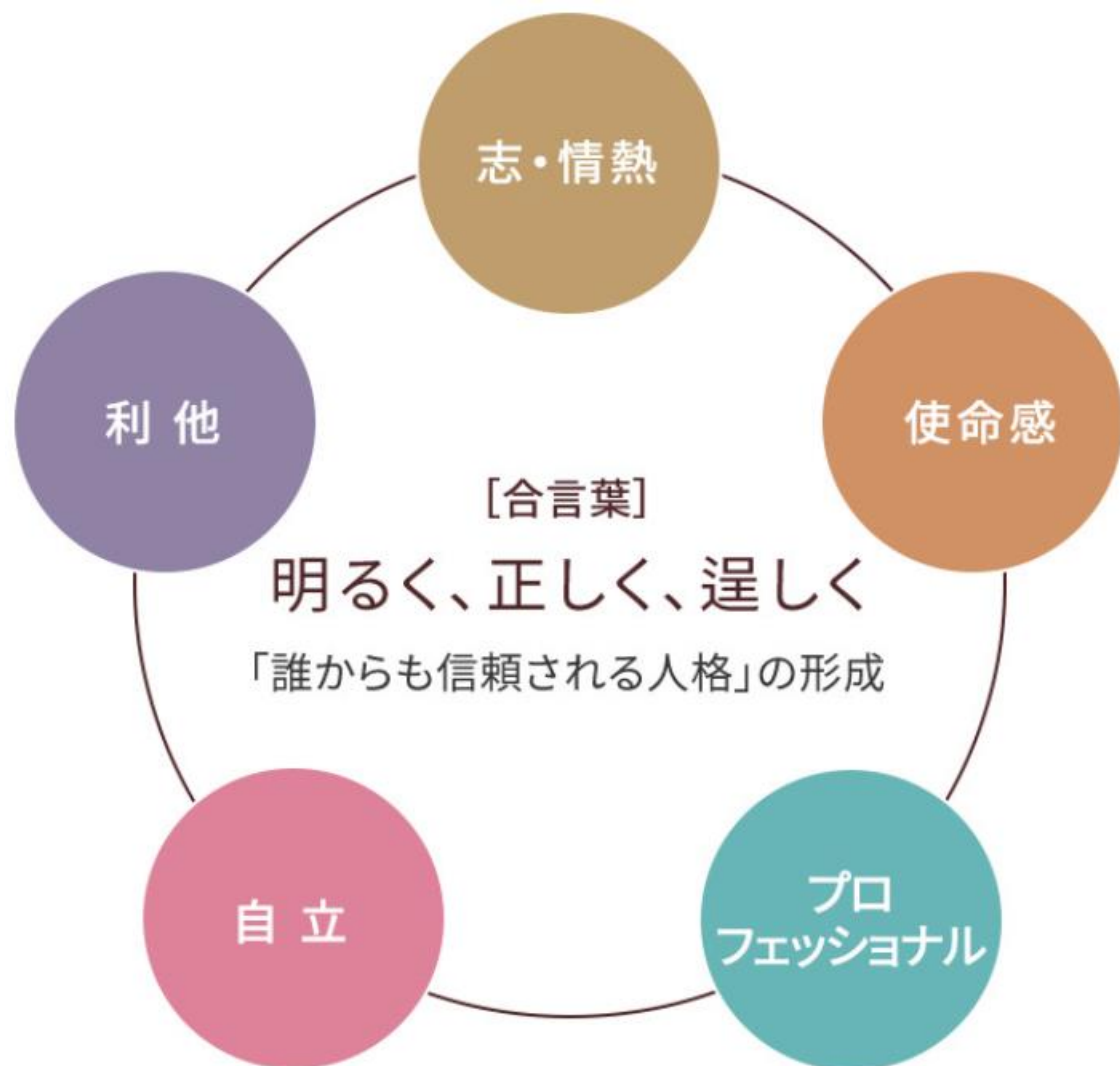 志・情熱
利他
使命感
[合言葉]
明るく、正しく、逞しく
「誰からも信頼される人格」の形成
自立
プロ
フェッショナル